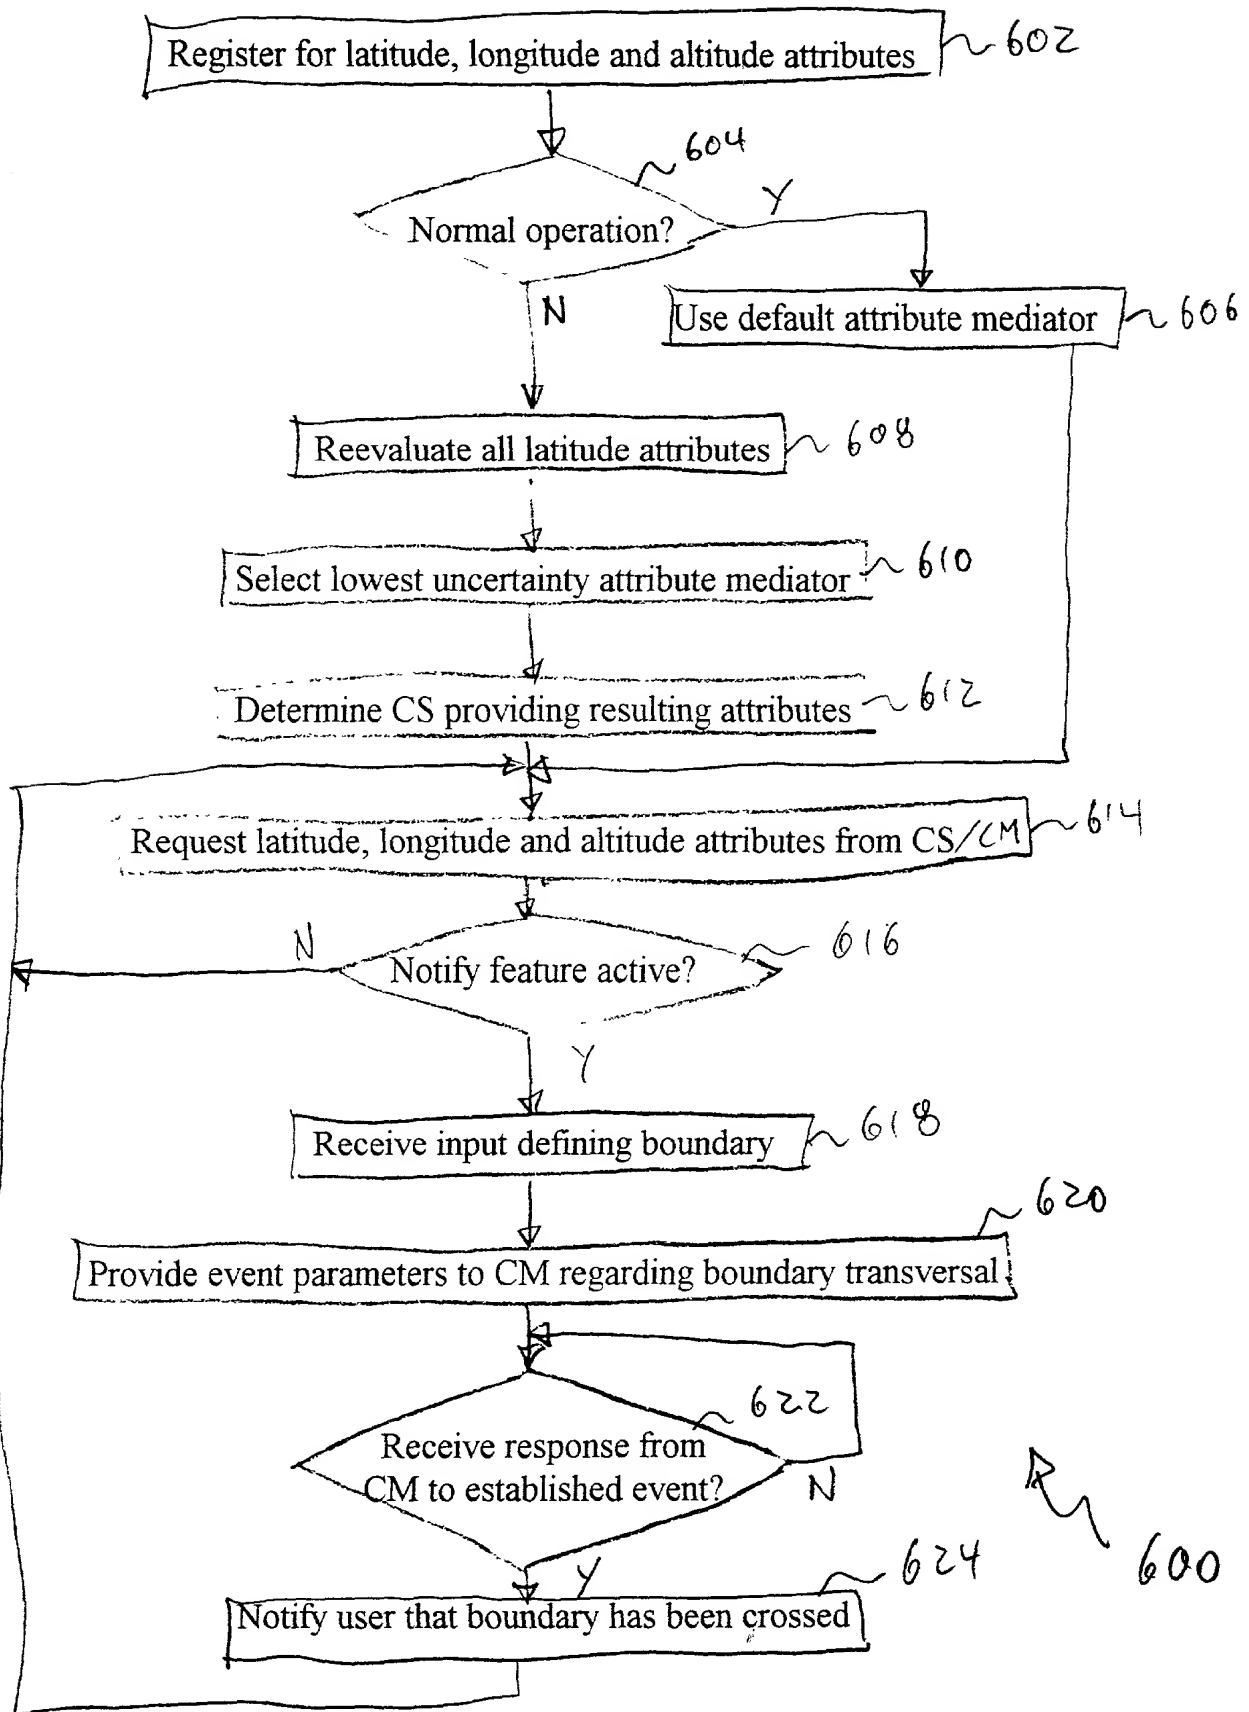 Register for latitude, longitude and altitude attributes 602
604
Normal operation?
Y
N
Use default attribute mediator 606
Reevaluate all latitude attributes 608
Select lowest uncertainty attribute mediator 610
Determine CS providing resulting attributes 612
Request latitude, longitude and altitude attributes from CS/CM 614
N
616
Notify feature active?
Y
Receive input defining boundary 618
620
Provide event parameters to CM regarding boundary transversal
622
Receive response from
CM to established event?
N
Y
624
600
Notify user that boundary has been crossed